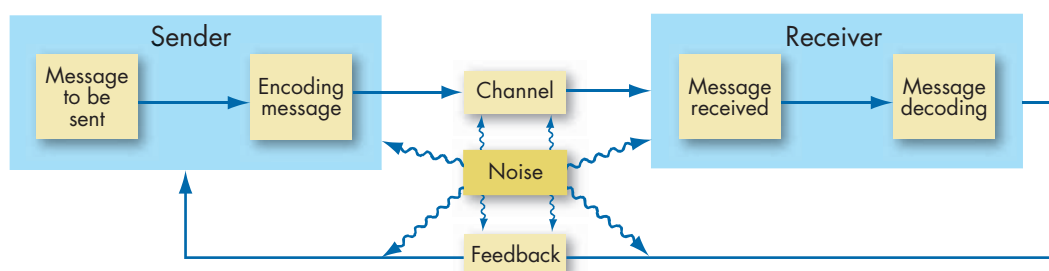 Sender
Message
to be
sent
Encoding
message
Channel
Receiver
Message
received
Message
decoding
Noise
Feedback